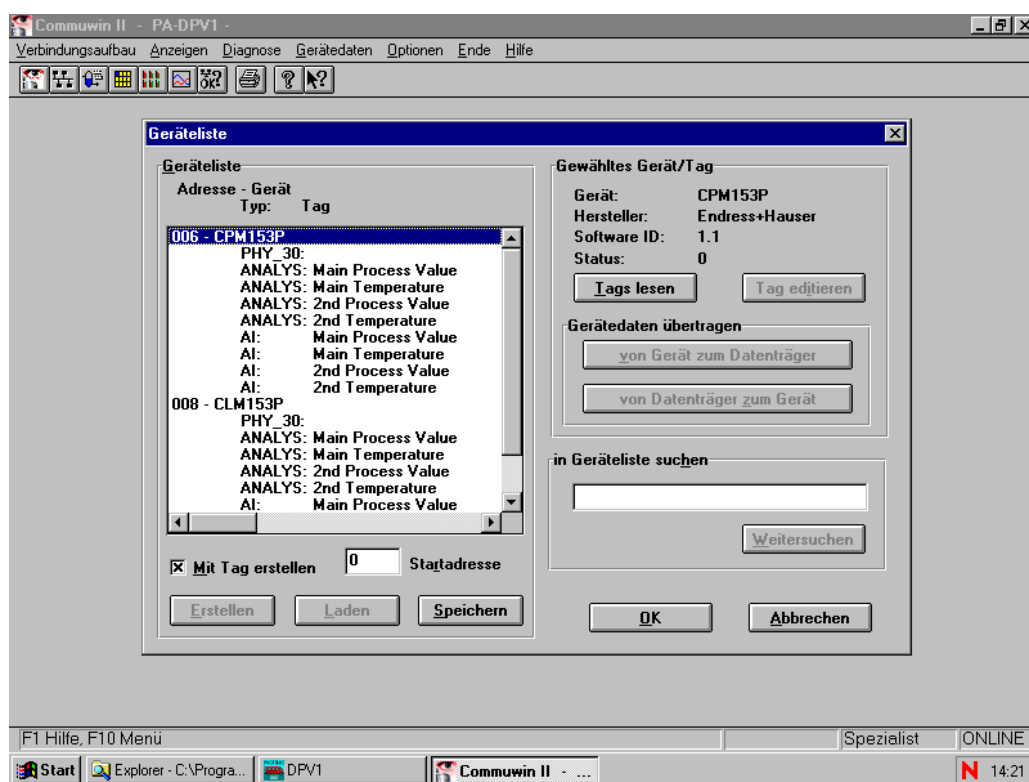 Commuwin II - PA-DPV1 -
Verbindungsaufbau Anzeigen Diagnose Gerätedaten Optionen Ende Hilfe
Geräteliste
Geräteliste
Adresse - Gerät
Typ: Tag
006 - CPM153P
PHY_30:
ANALYS: Main Process Value
ANALYS: Main Temperature
ANALYS: 2nd Process Value
ANALYS: 2nd Temperature
AI: Main Process Value
AI: Main Temperature
AI: 2nd Process Value
AI: 2nd Temperature
008 - CLM153P
PHY_30:
ANALYS: Main Process Value
ANALYS: Main Temperature
ANALYS: 2nd Process Value
ANALYS: 2nd Temperature
AI: Main Process Value
Mit Tag erstellen 0 Startadresse
Erstellen Laden Speichern
Gewähltes Gerät/Tag
Gerät: CPM153P
Hersteller: Endress+Hauser
Software ID: 1.1
Status: 0
Tags lesen Tag editieren
Gerätedaten übertragen
von Gerät zum Datenträger
von Datenträger zum Gerät
in Geräteliste suchen
Weitersuchen
OK Abbrechen
F1 Hilfe, F10 Menü Spezialist ONLINE
Start Explorer - C:\Progra... DPV1 Commuwin II - ... N 14:21